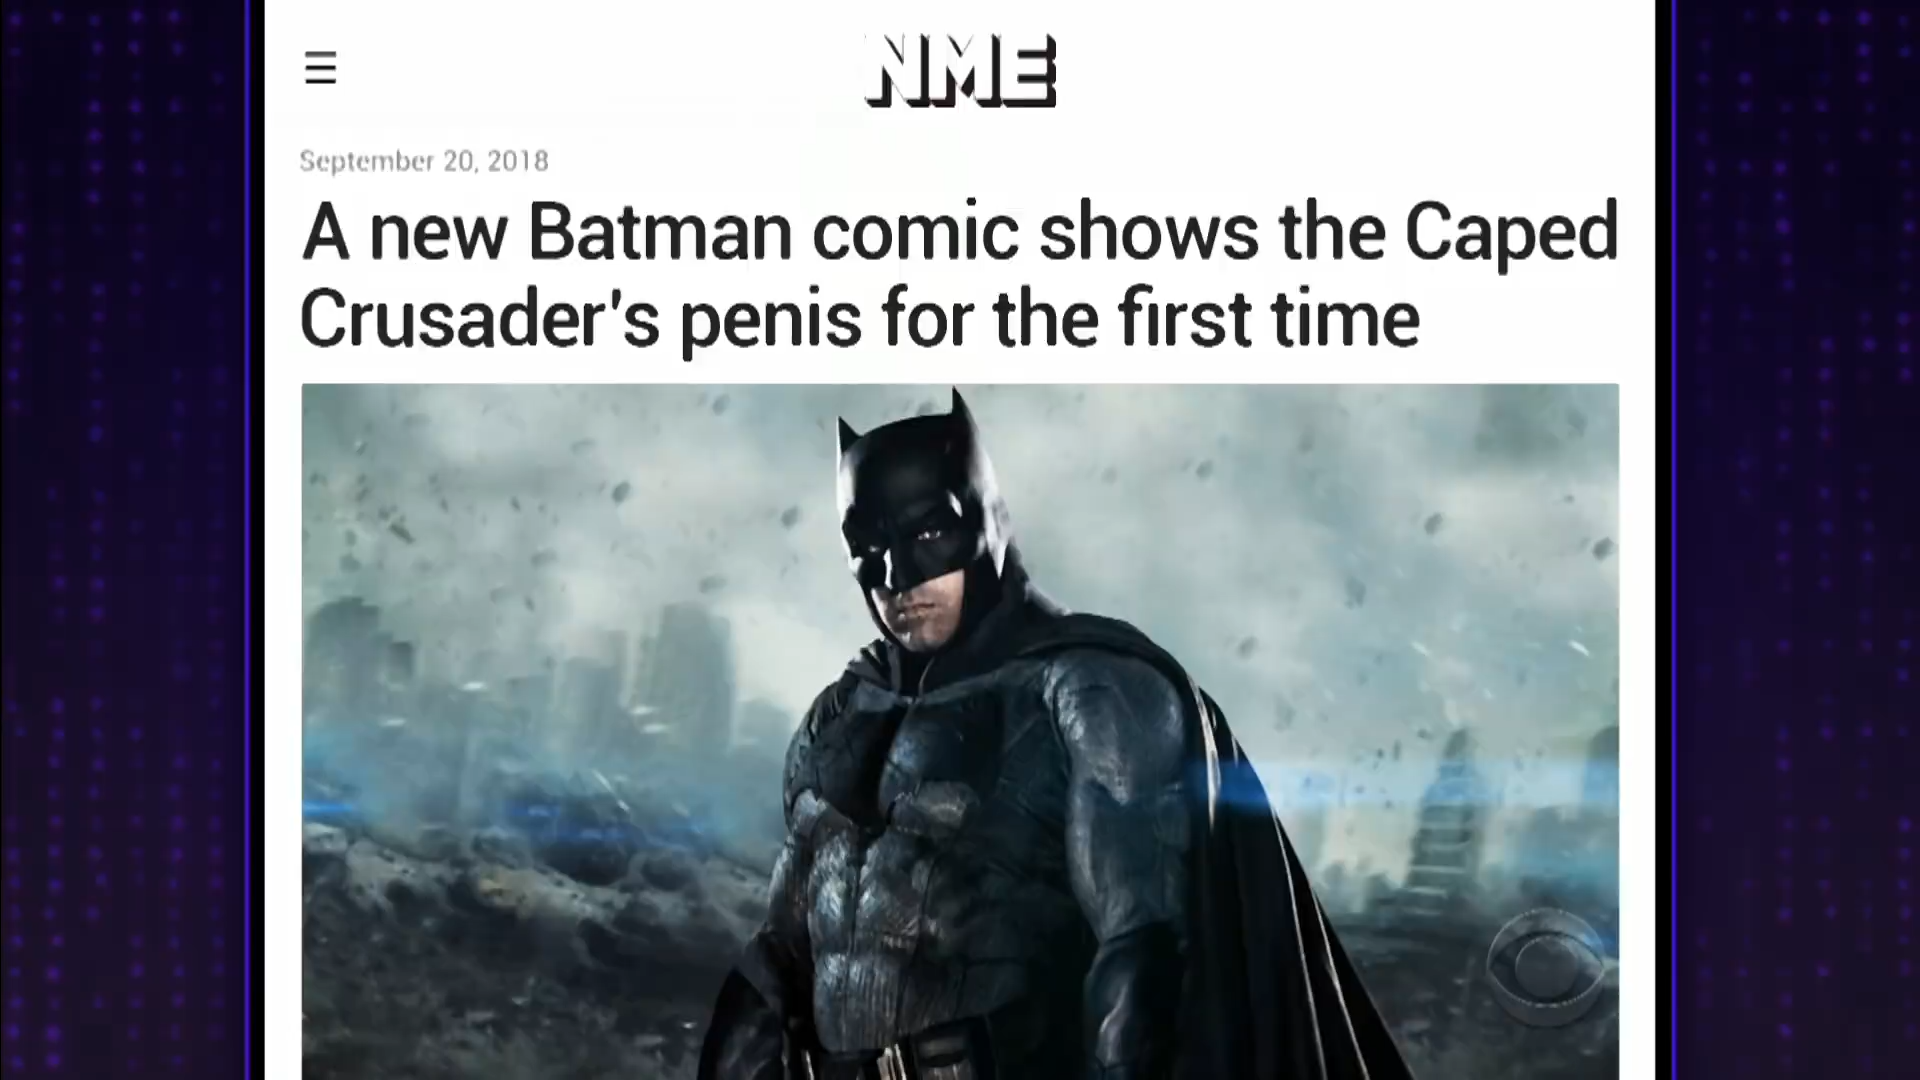 NME
September 20, 2018
A new Batman comic shows the Caped
Crusader's penis for the first time